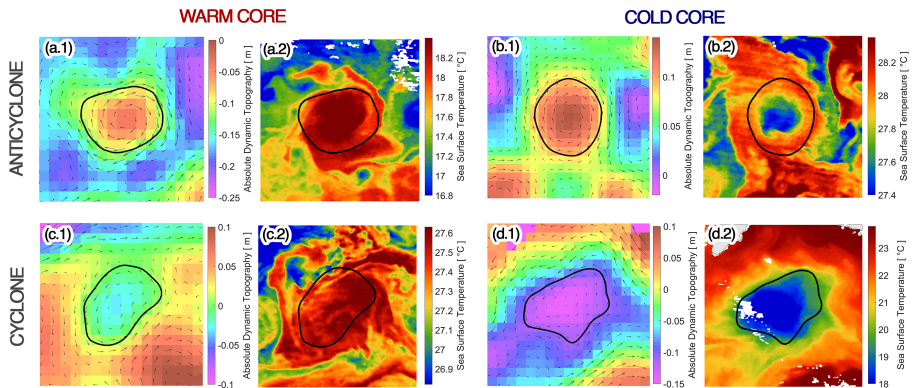 WARM CORE
COLD CORE
ANTICYCLONE
(a.1)
0
-0.05
-0.1
-0.15
-0.2
-0.25
Absolute Dynamic Topography [ m ]
(a.2)
18.2
18
17.8
17.6
17.4
17.2
17
16.8
Sea Surface Temperature [ °C ]
(b.1)
0.1
0.05
0
Absolute Dynamic Topography [ m ]
(b.2)
28.2
28
27.8
27.6
27.4
Sea Surface Temperature [ °C ]
CYCLONE
(c.1)
0.1
0.05
0
-0.05
-0.1
Absolute Dynamic Topography [ m ]
(c.2)
27.6
27.5
27.4
27.3
27.2
27.1
27
26.9
Sea Surface Temperature [ °C ]
(d.1)
0.1
0.05
0
-0.05
-0.1
-0.15
Absolute Dynamic Topography [ m ]
(d.2)
23
22
21
20
19
18
Sea Surface Temperature [ °C ]